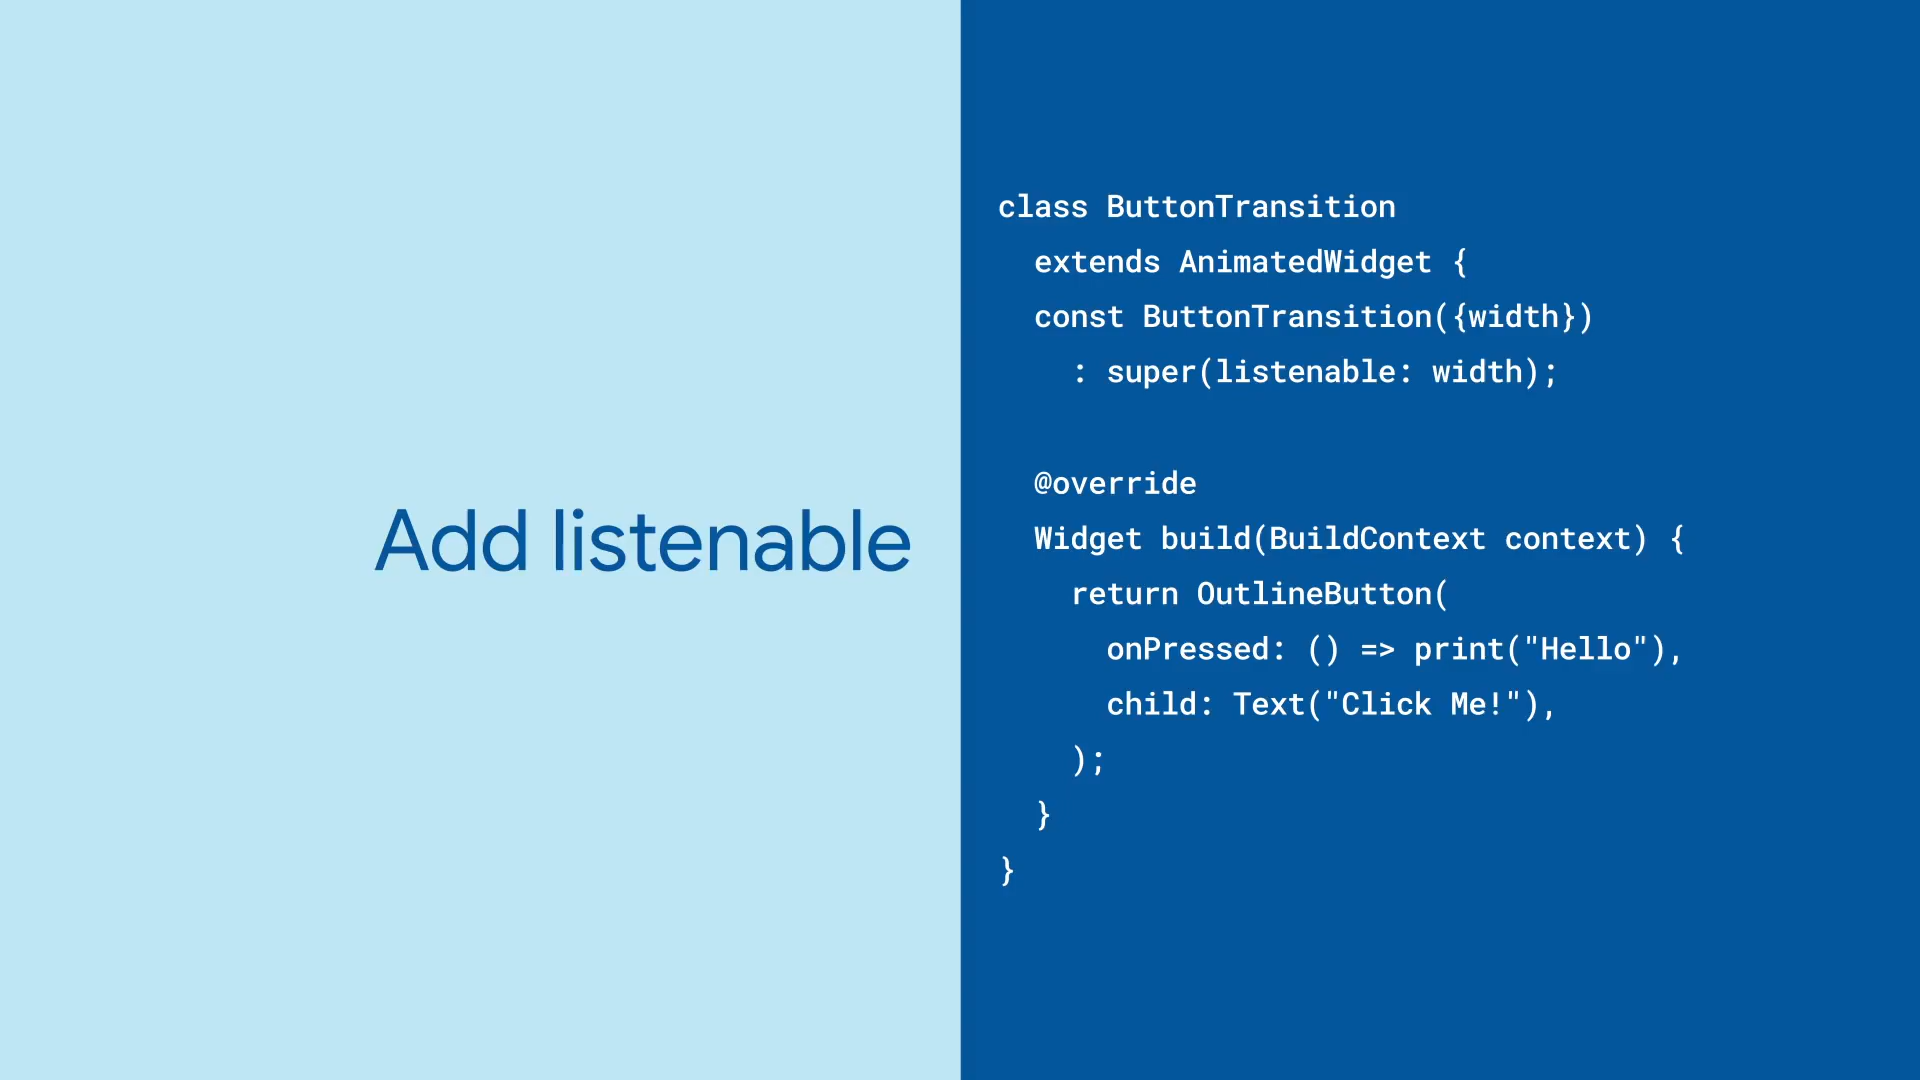 Add listenable
class ButtonTransition
  extends AnimatedWidget {
  const ButtonTransition({width})
    : super(listenable: width);

  @override
  Widget build(BuildContext context) {
    return OutlineButton(
      onPressed: () => print("Hello"),
      child: Text("Click Me!"),
    );
  }
}